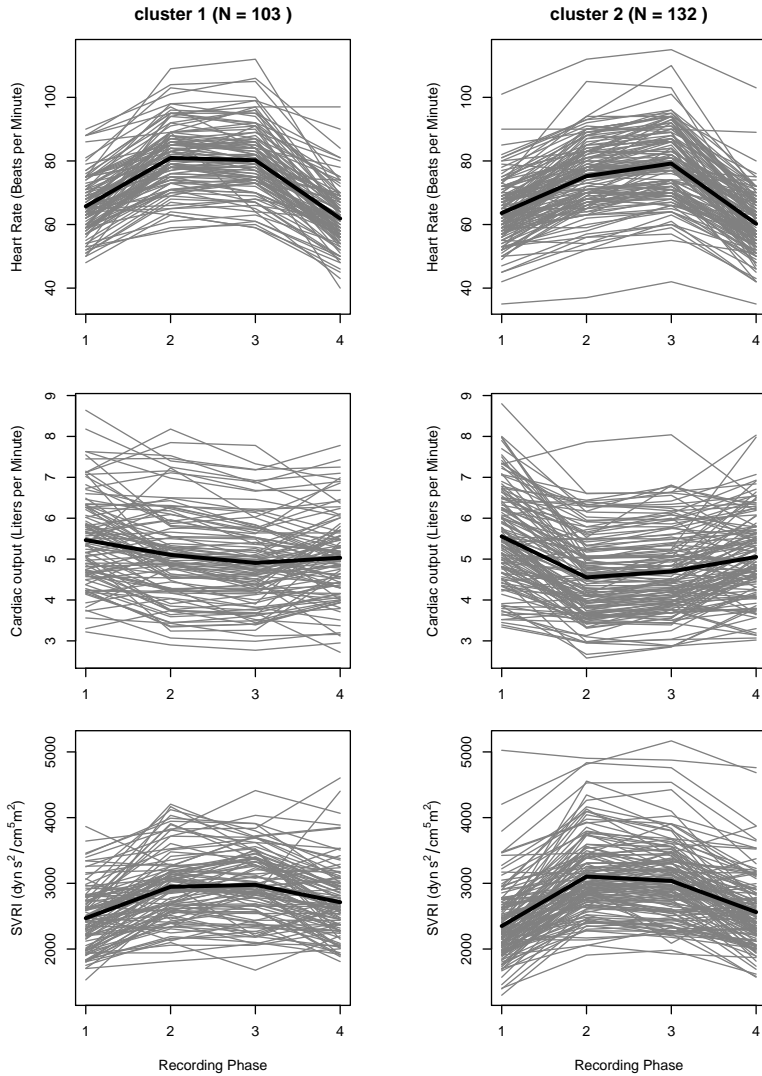 cluster 1 (N = 103 )
cluster 2 (N = 132 )
Heart Rate (Beats per Minute)
100
80
60
40
1 2 3 4
Heart Rate (Beats per Minute)
100
80
60
40
1 2 3 4
Cardiac output (Liters per Minute)
9
8
7
6
5
4
3
1 2 3 4
Cardiac output (Liters per Minute)
9
8
7
6
5
4
3
1 2 3 4
SVRI (dyn s²/cm⁵m²)
5000
4000
3000
2000
1 2 3 4
Recording Phase
SVRI (dyn s²/cm⁵m²)
5000
4000
3000
2000
1 2 3 4
Recording Phase